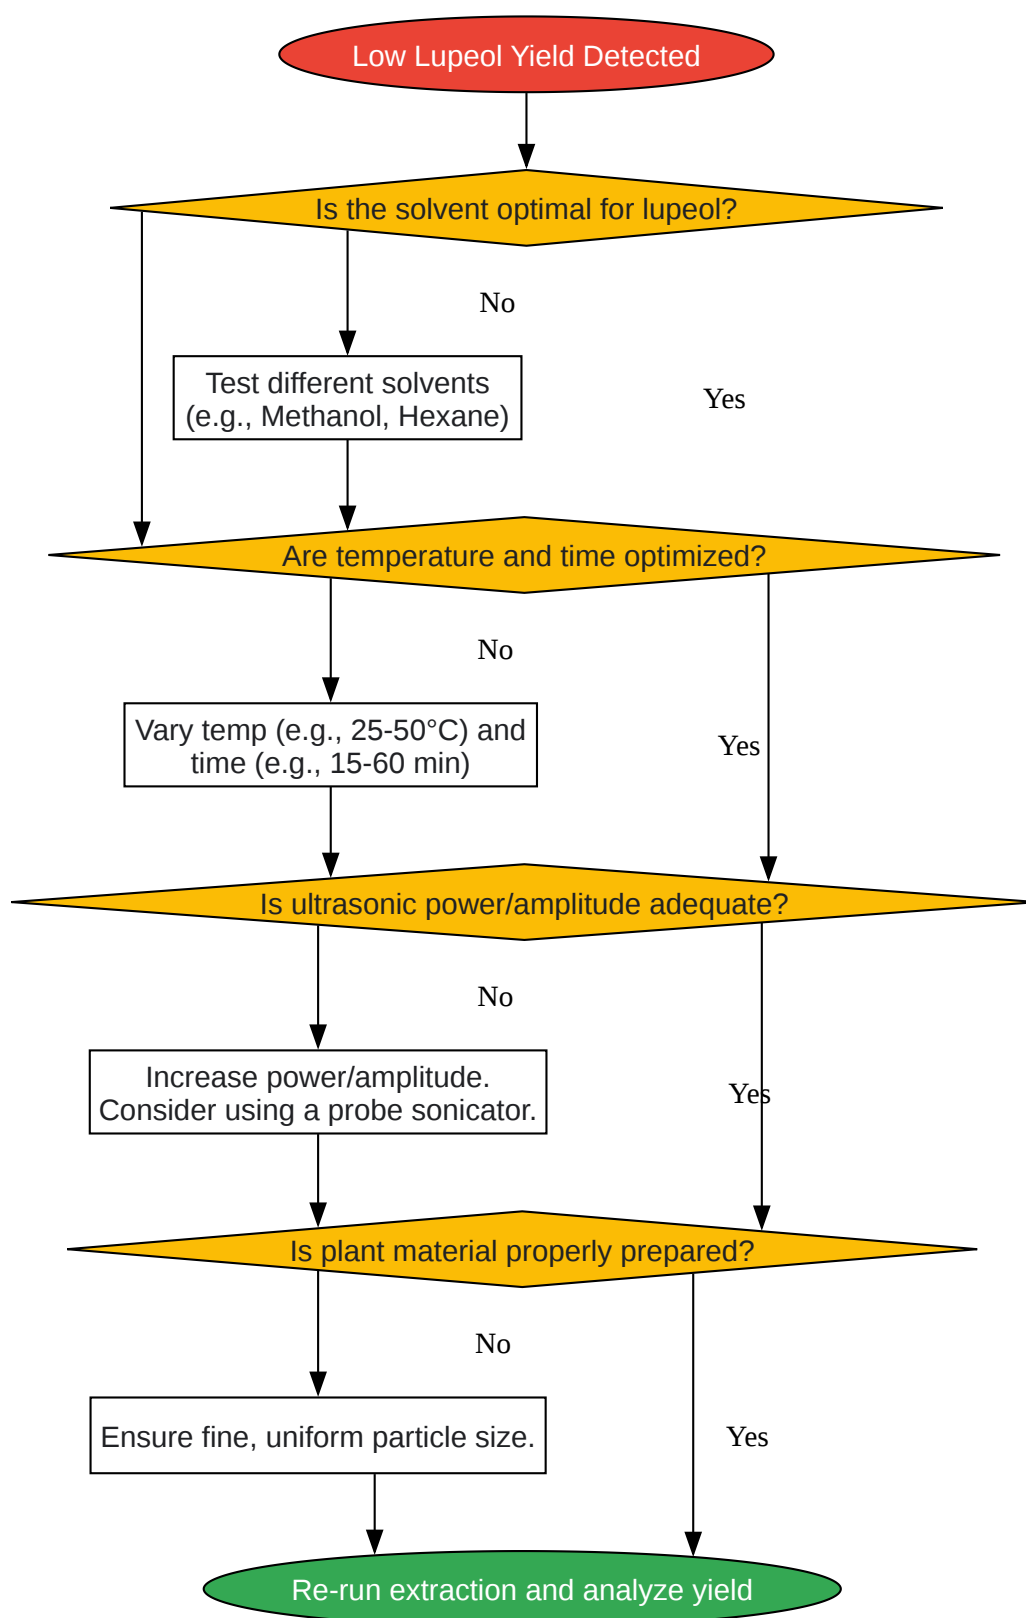 Low Lupeol Yield Detected
Is the solvent optimal for lupeol?
No
Test different solvents
(e.g., Methanol, Hexane)
Yes
Are temperature and time optimized?
No
Vary temp (e.g., 25-50°C) and
time (e.g., 15-60 min)
Yes
Is ultrasonic power/amplitude adequate?
No
Increase power/amplitude.
Consider using a probe sonicator.
Yes
Is plant material properly prepared?
No
Ensure fine, uniform particle size.
Yes
Re-run extraction and analyze yield